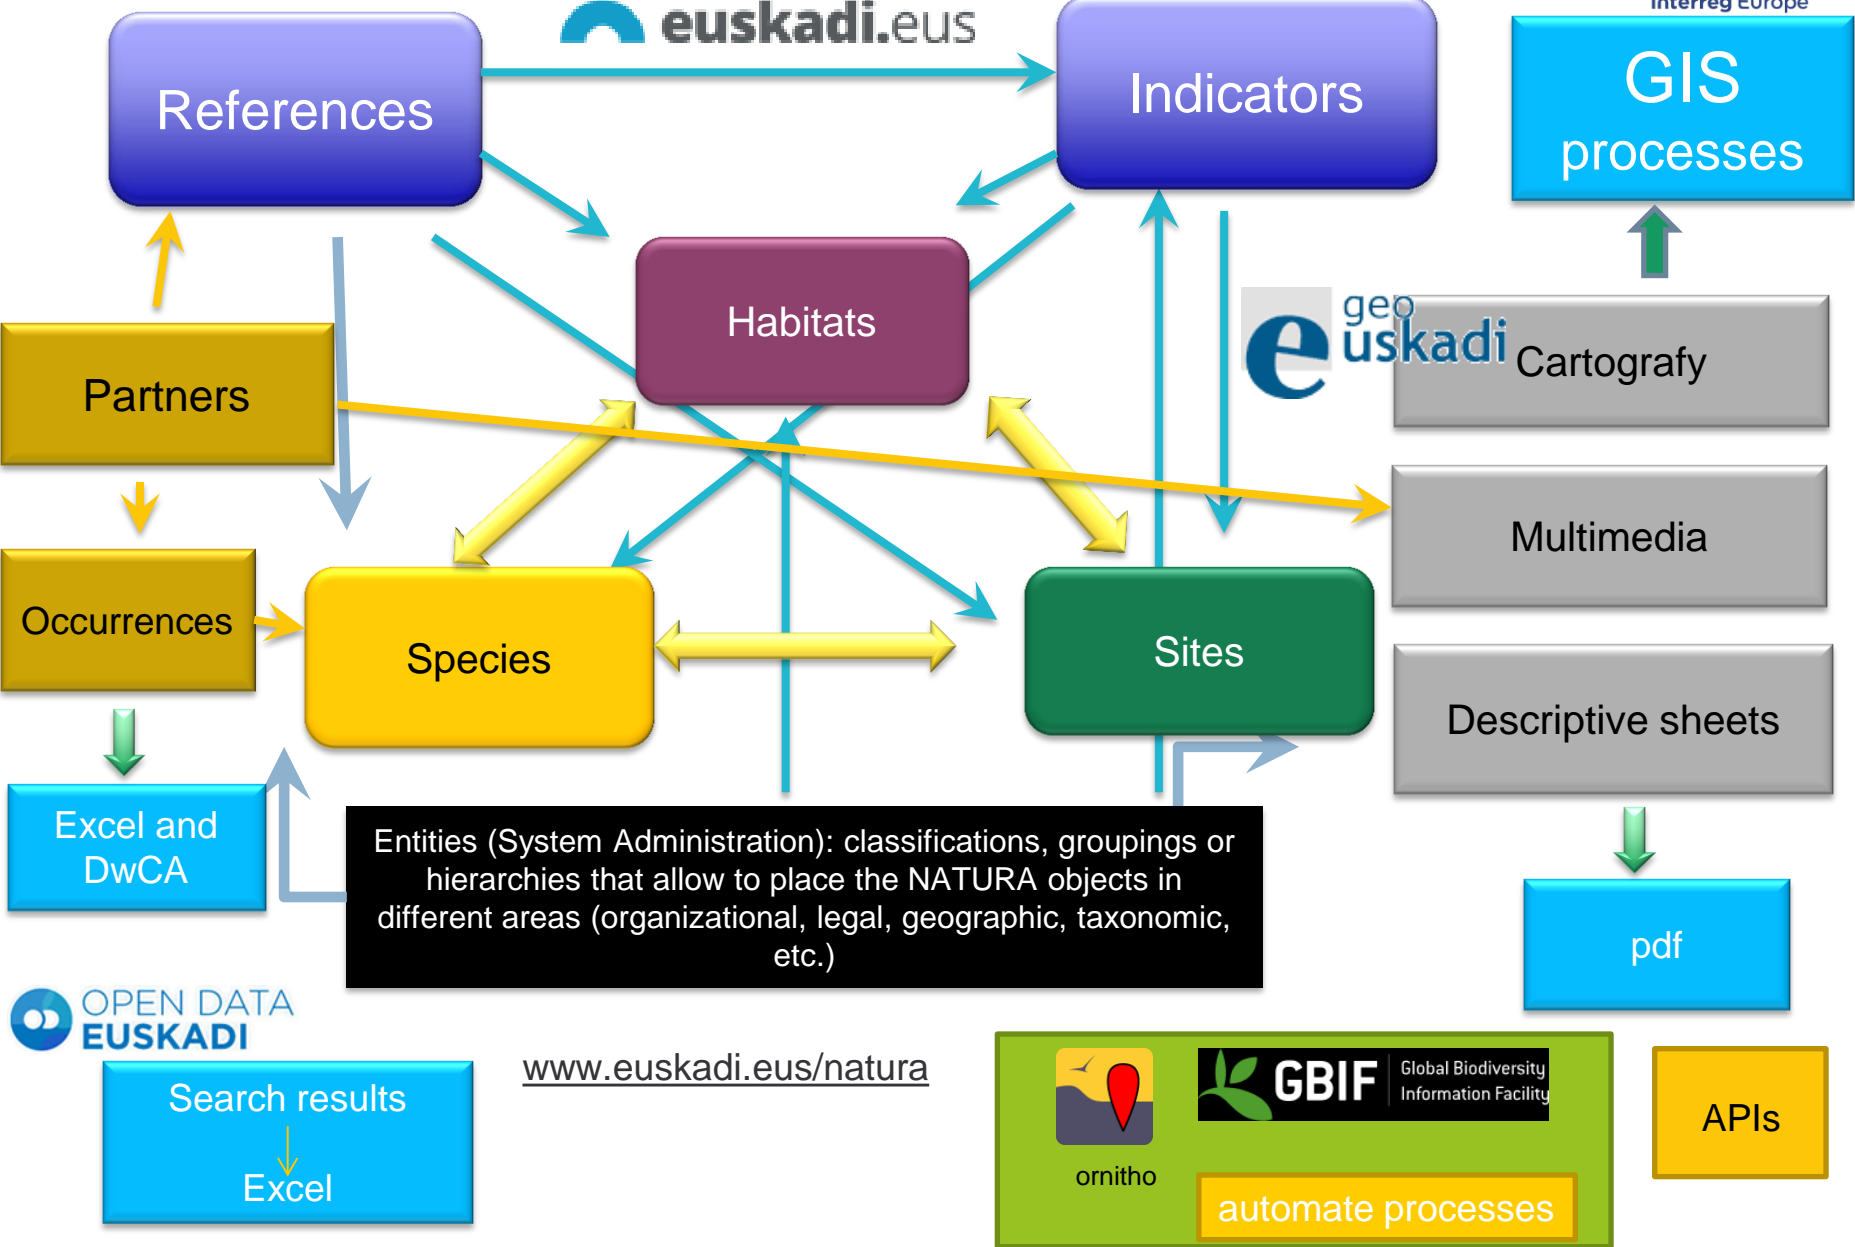 euskadi.eus
Interreg Europe
References
Indicators
GIS
processes
Habitats
geo
euskadi
Cartografy
Partners
Multimedia
Occurrences
Species
Sites
Descriptive sheets
Excel and
DwCA
Entities (System Administration): classifications, groupings or
hierarchies that allow to place the NATURA objects in
different areas (organizational, legal, geographic, taxonomic,
etc.)
pdf
OPEN DATA
EUSKADI
www.euskadi.eus/natura
Search results
Excel
GBIF
Global Biodiversity
Information Facility
ornitho
automate processes
APIs